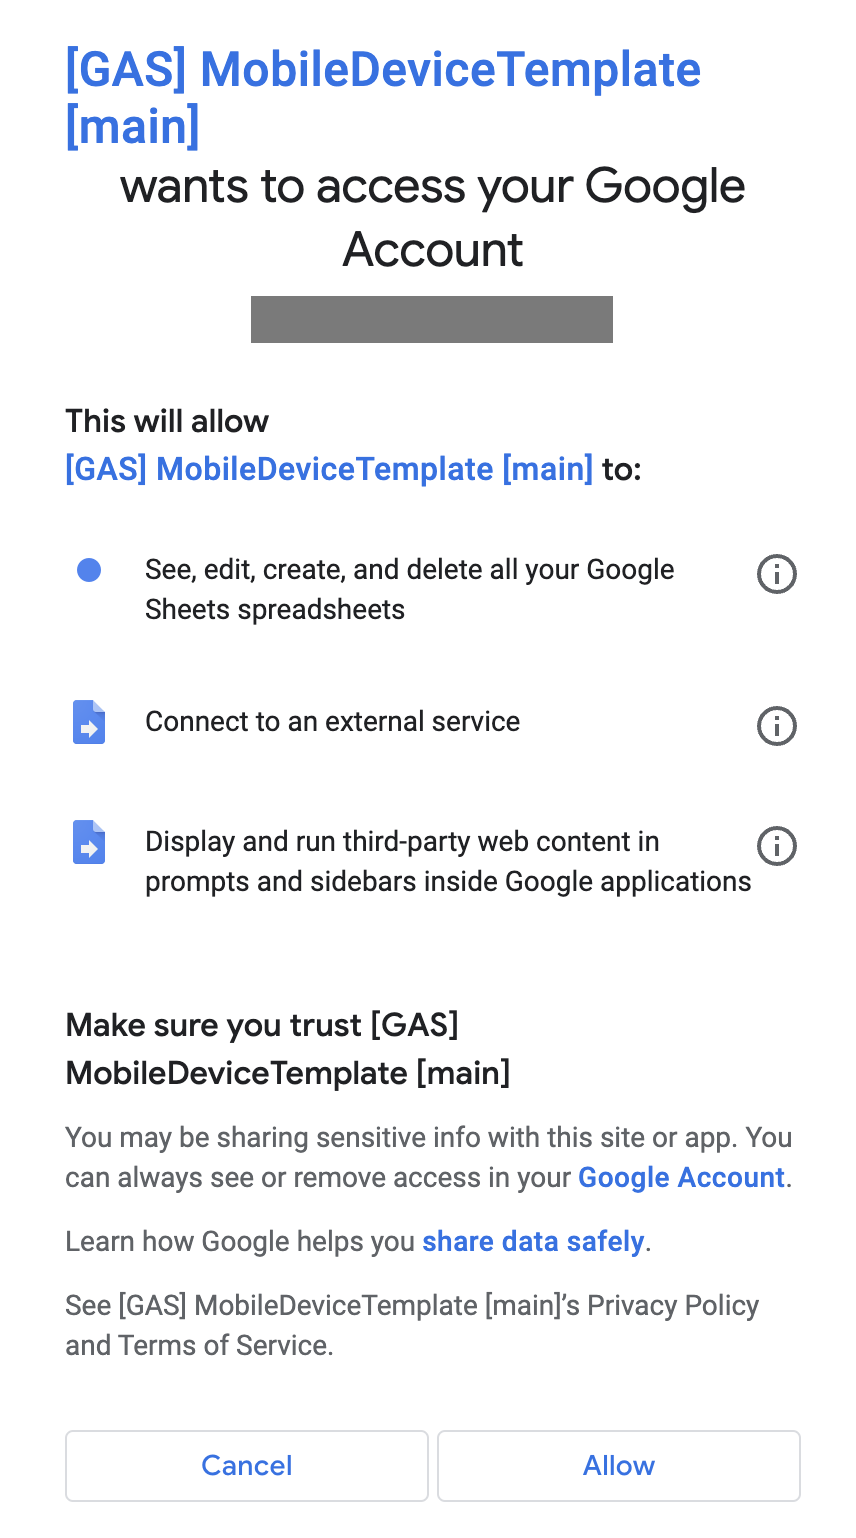 [GAS] MobileDeviceTemplate
[main]
wants to access your Google
Account
This will allow
[GAS] MobileDeviceTemplate [main] to:
See, edit, create, and delete all your Google
Sheets spreadsheets
Connect to an external service
Display and run third-party web content in
prompts and sidebars inside Google applications
Make sure you trust [GAS]
MobileDeviceTemplate [main]
You may be sharing sensitive info with this site or app. You
can always see or remove access in your Google Account.
Learn how Google helps you share data safely.
See [GAS] MobileDeviceTemplate [main]’s Privacy Policy
and Terms of Service.
Cancel
Allow